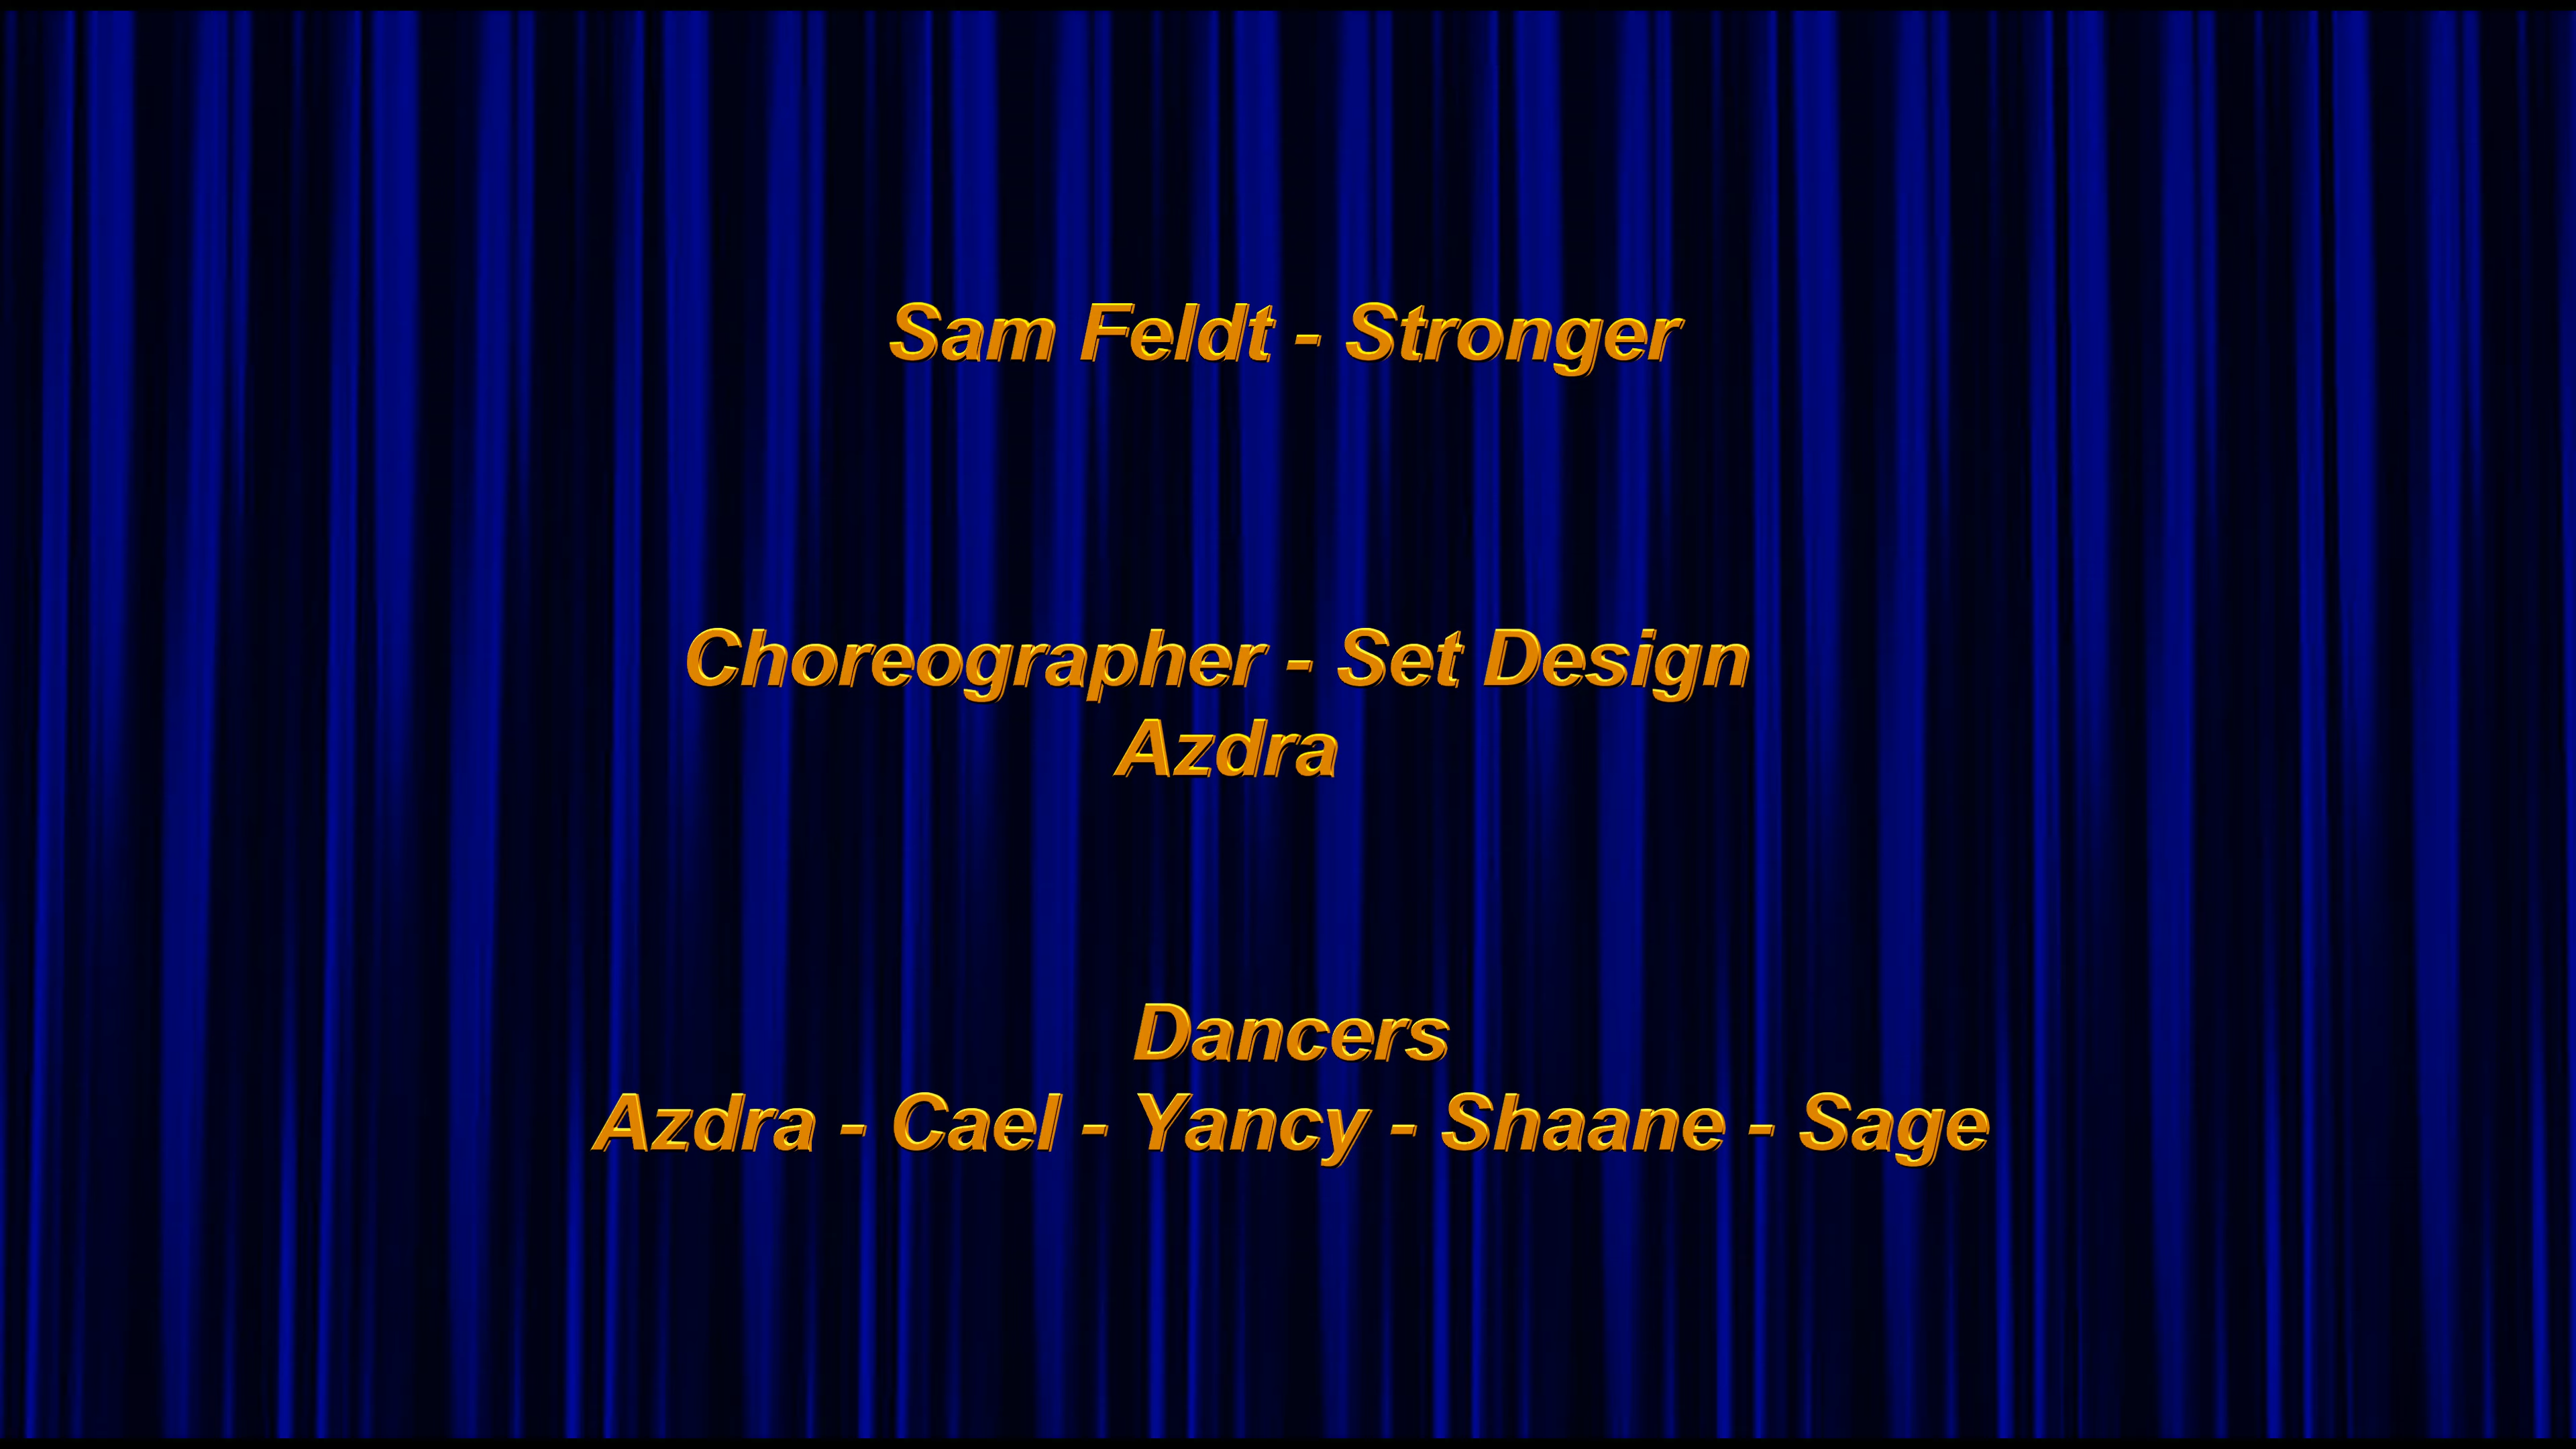 Sam Feldt - Stronger
Choreographer - Set Design
Azdra
Dancers
Azdra - Cael - Yancy - Shaane - Sage